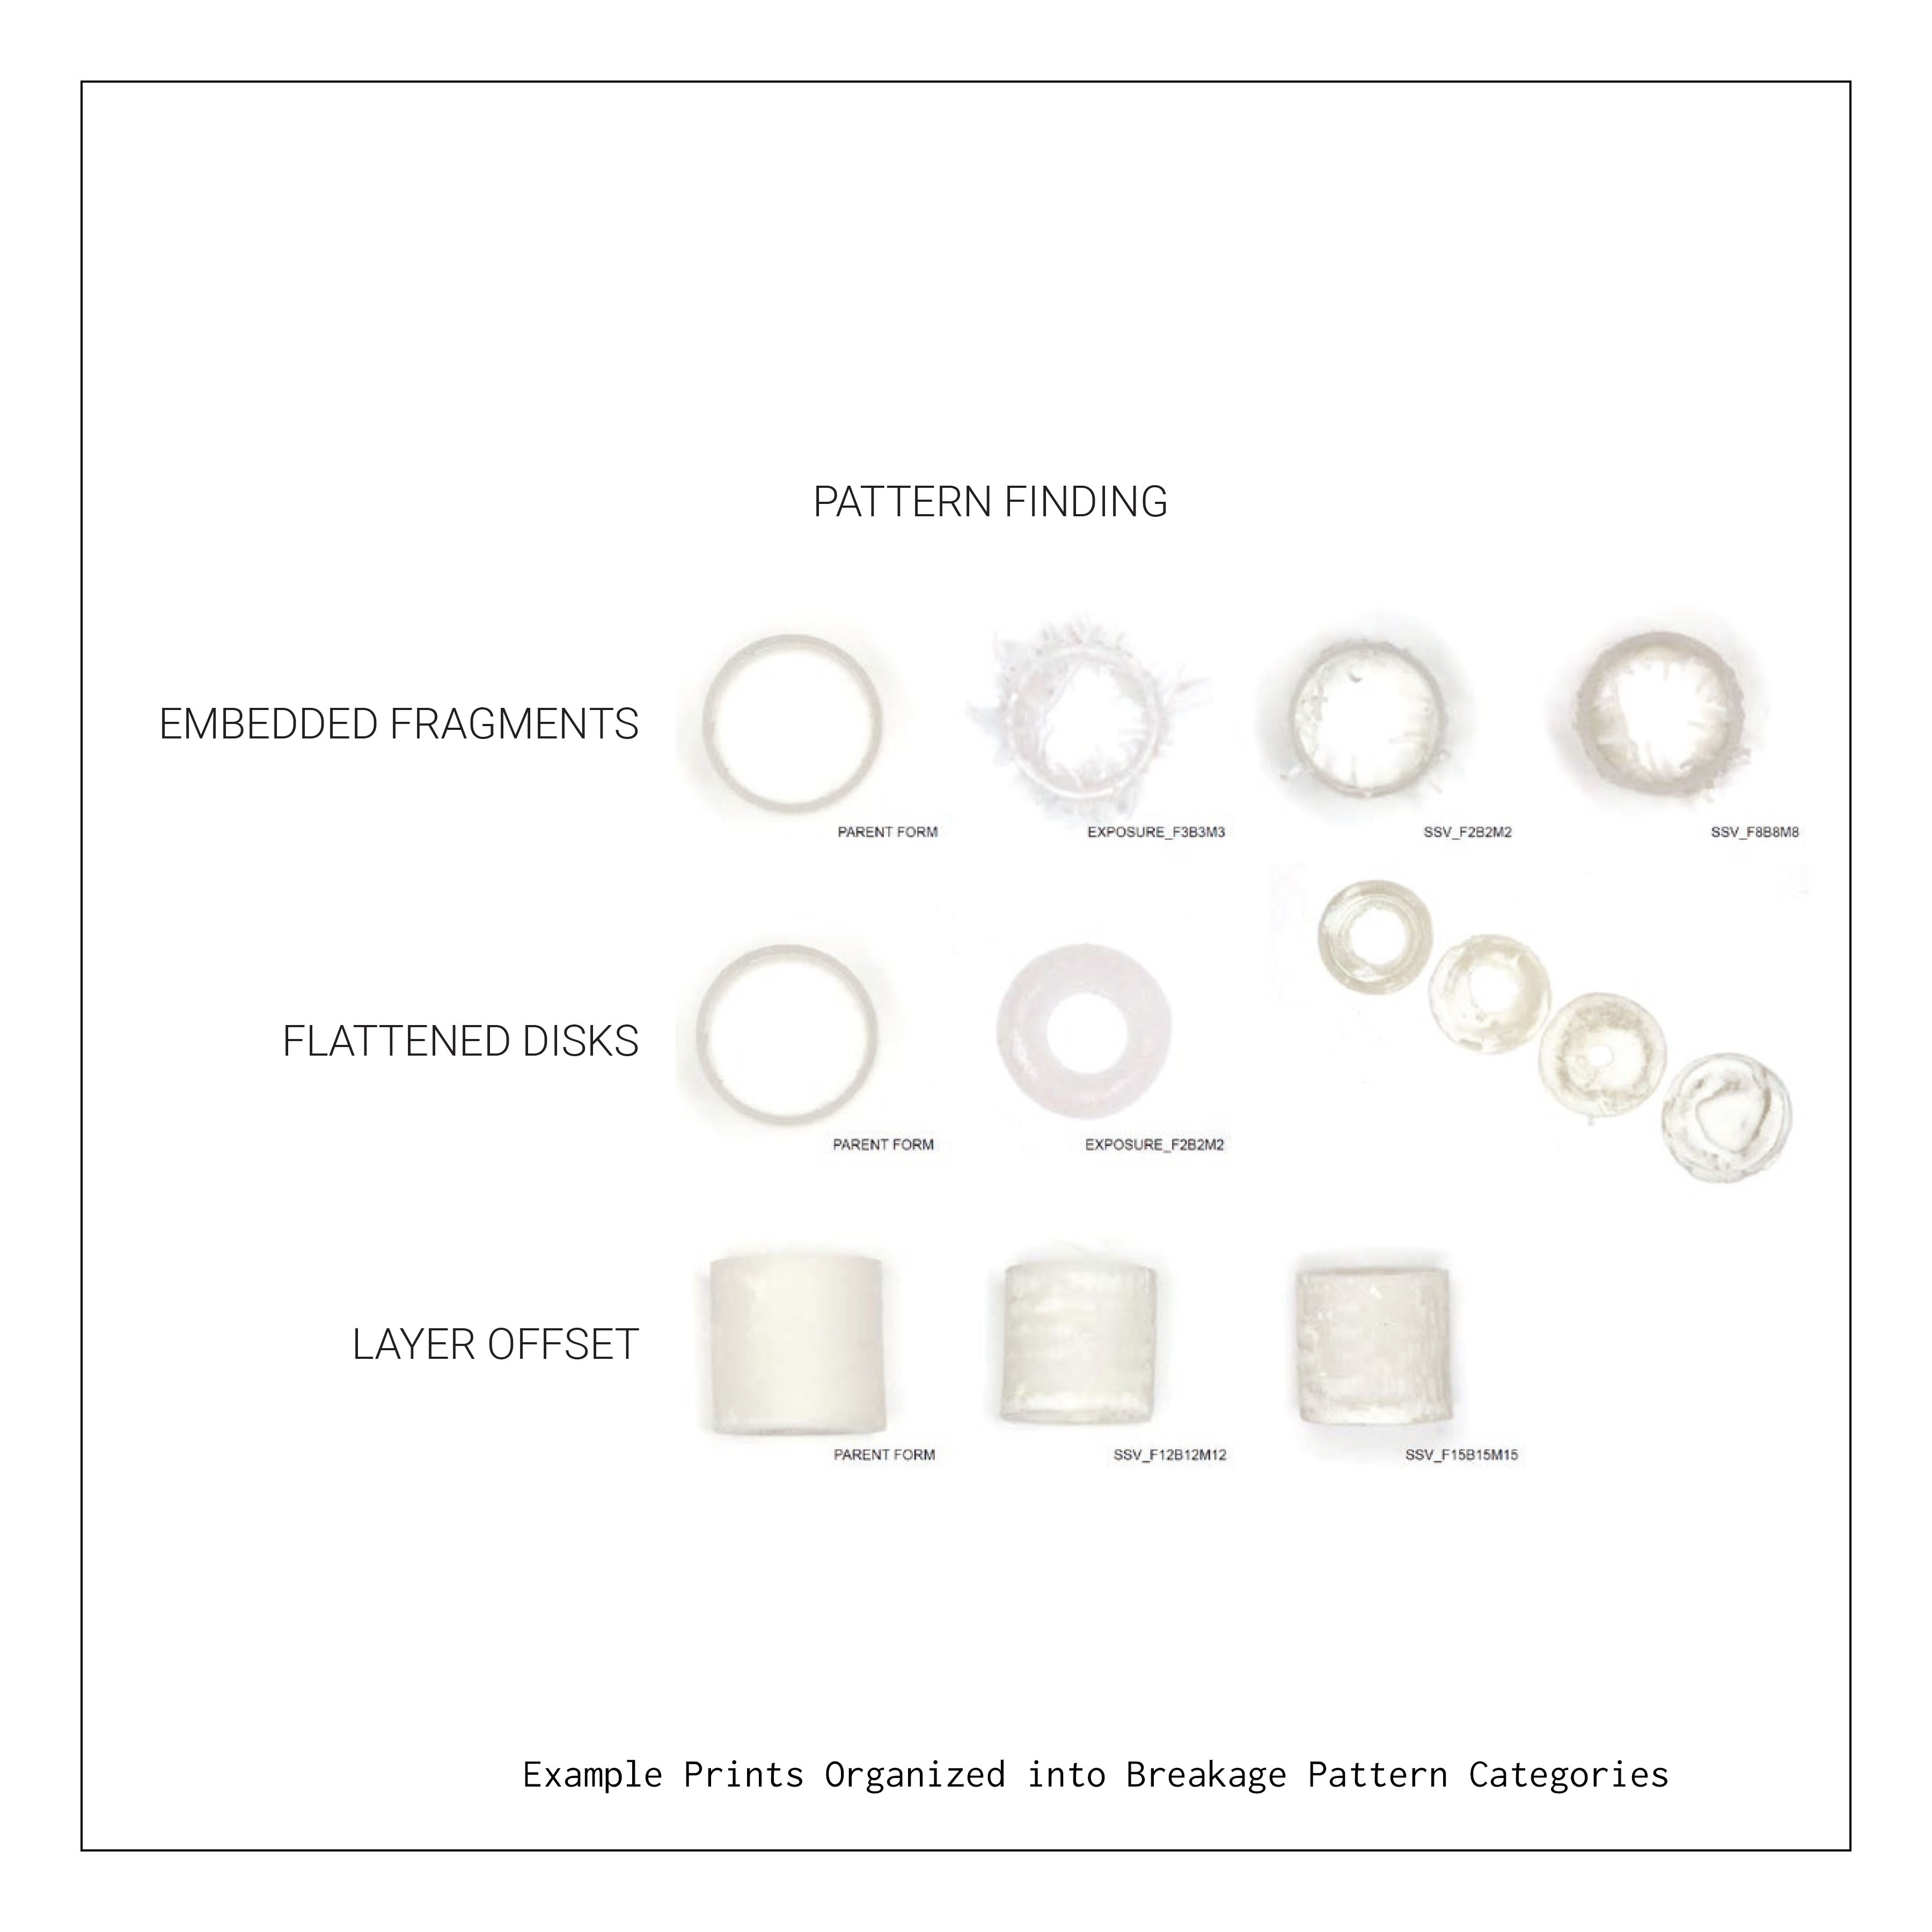 PATTERN FINDING
EMBEDDED FRAGMENTS
PARENT FORM
EXPOSURE_F3B3M3
SSV_F2B2M2
SSV_F8B8M8
FLATTENED DISKS
PARENT FORM
EXPOSURE_F2B2M2
LAYER OFFSET
PARENT FORM
SSV_F12B12M12
SSV_F15B15M15
Example Prints Organized into Breakage Pattern Categories